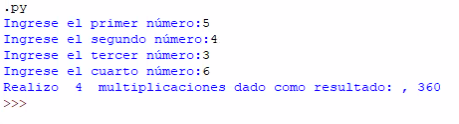 .py
Ingrese el primer número:5
Ingrese el segundo número:4
Ingrese el tercer número:3
Ingrese el cuarto número:6
Realizo  4  multiplicaciones dado como resultado: , 360
>>>